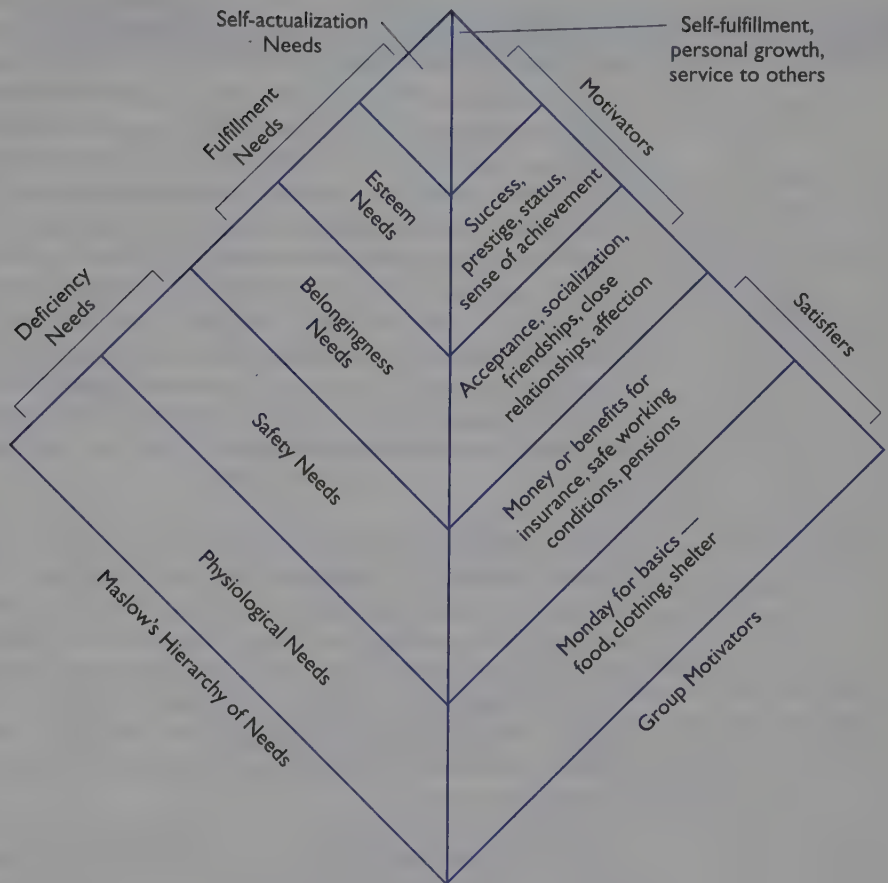 Self-actualization
Needs
Self-fulfillment,
personal growth,
service to others
Fulfillment
Needs
Motivators
Esteem
Needs
Success,
prestige, status,
sense of achievement
Deficiency
Needs
Belongingness
Needs
Acceptance, socialization,
friendships, close
relationships, affection
Satisfiers
Safety Needs
Money or benefits for
insurance, safe working
conditions, pensions
Physiological Needs
Monday for basics —
food, clothing, shelter
Maslow's Hierarchy of Needs
Group Motivators